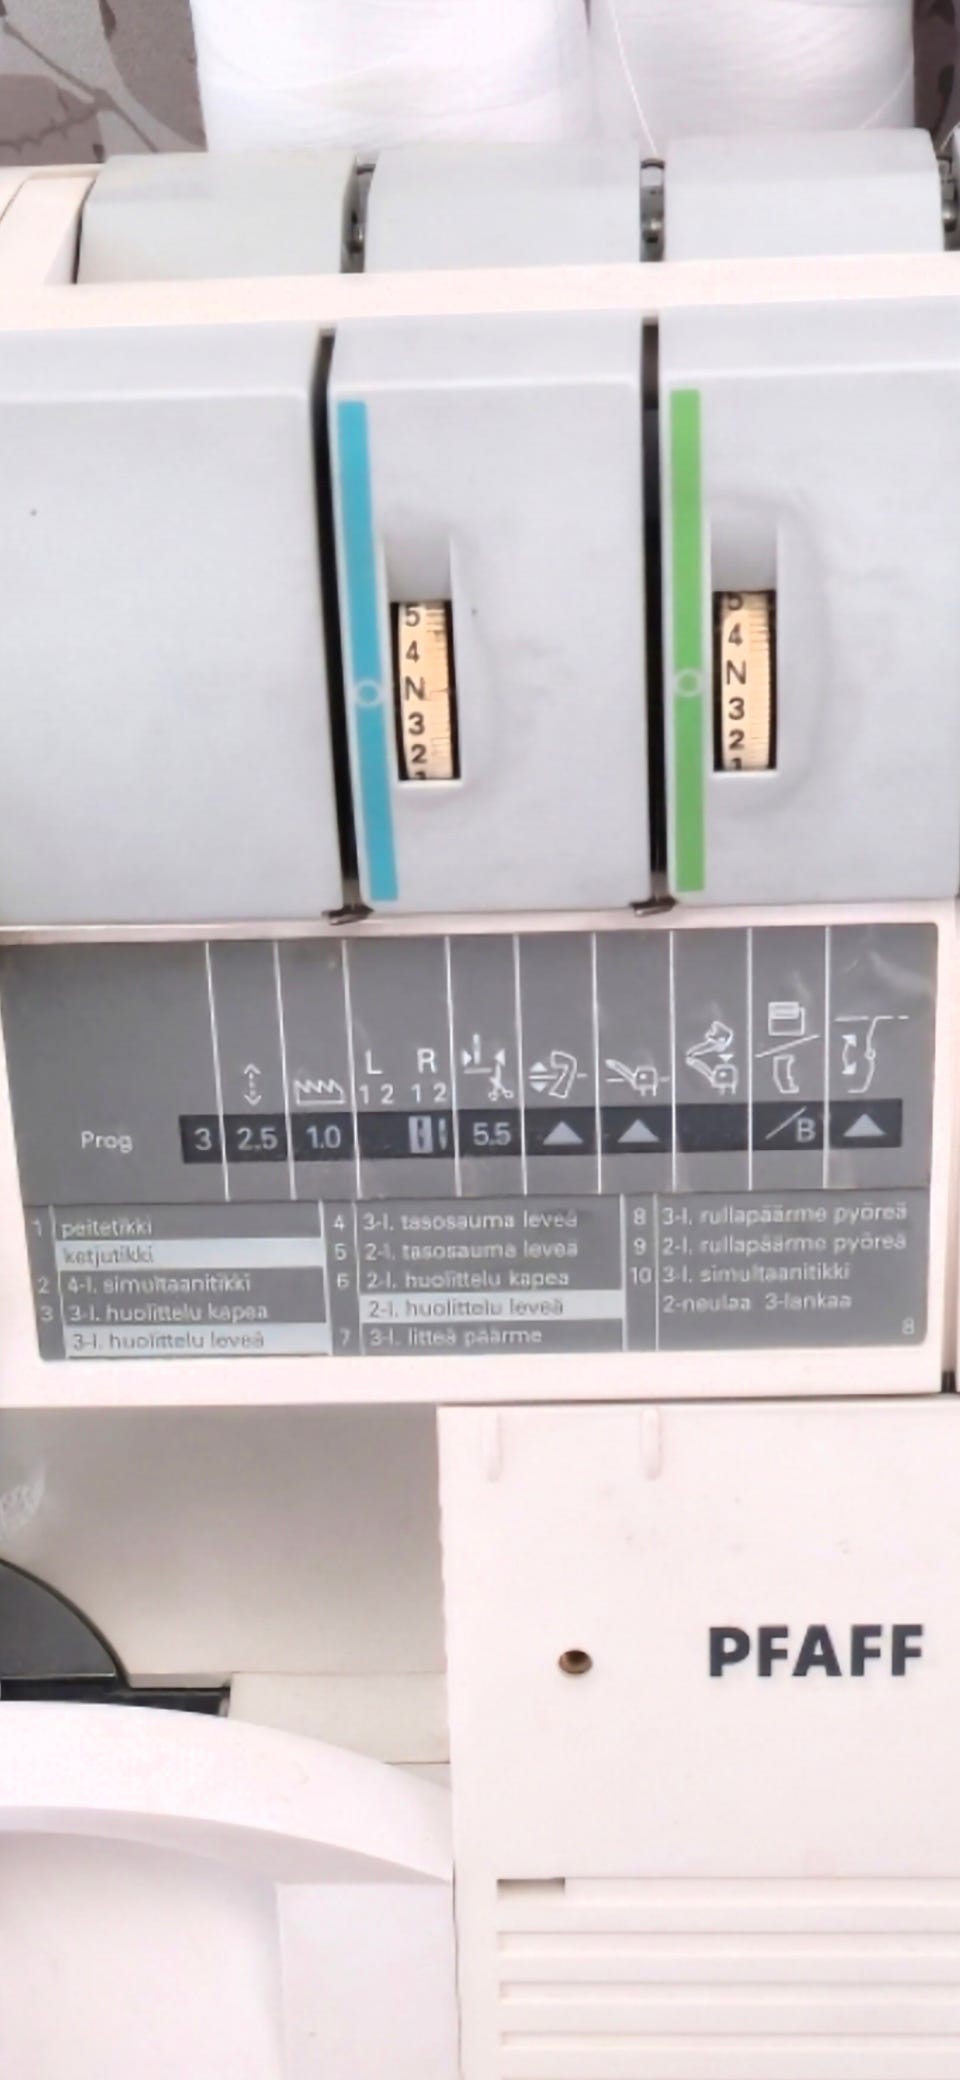 5 5
4 4
N N
3 3
2 2
L R
1 2 1 2
Prog 3 2.5 1.0 5.5 /B
1 peitetikki
ketjutikki
2 4-l. simultaanitikki
3 3-l. huolittelu kapea
3-l. huolittelu leveä
4 3-l. tasosauma leveä
5 2-l. tasosauma leveä
6 2-l. huolittelu kapea
2-l. huolittelu leveä
7 3-l. litteä päärme
8 3-l. rullapäärme pyöreä
9 2-l. rullapäärme pyöreä
10 3-l. simultaanitikki
2-neulaa 3-lankaa
8
PFAFF